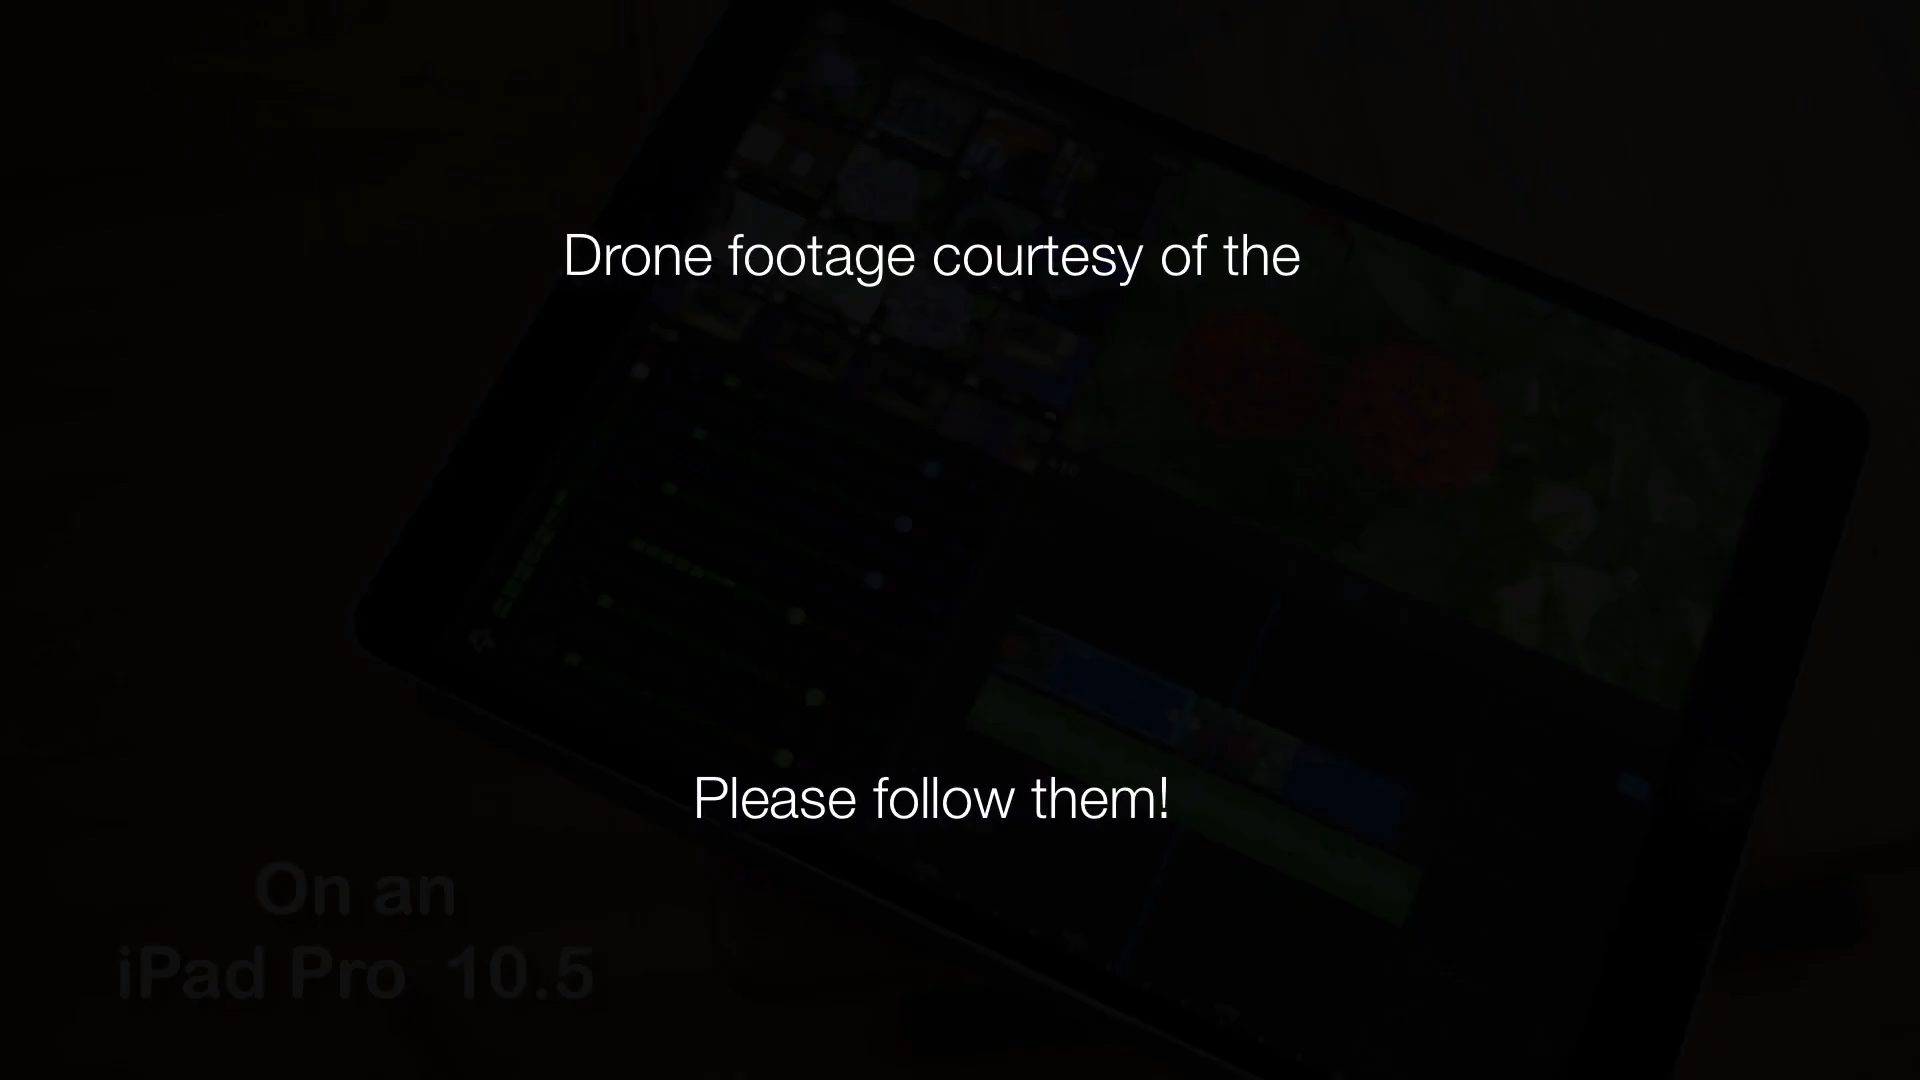 Drone footage courtesy of the
Please follow them!
On an
iPad Pro 10.5